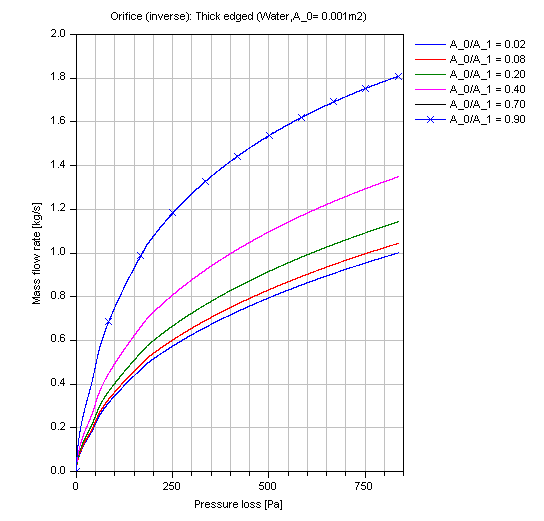 Orifice (inverse): Thick edged (Water,A_0= 0.001m2)
2.0
1.8
1.6
1.4
1.2
1.0
0.8
0.6
0.4
0.2
0.0
Mass flow rate [kg/s]
0
250
500
750
Pressure loss [Pa]
A_0/A_1 = 0.02
A_0/A_1 = 0.08
A_0/A_1 = 0.20
A_0/A_1 = 0.40
A_0/A_1 = 0.70
A_0/A_1 = 0.90